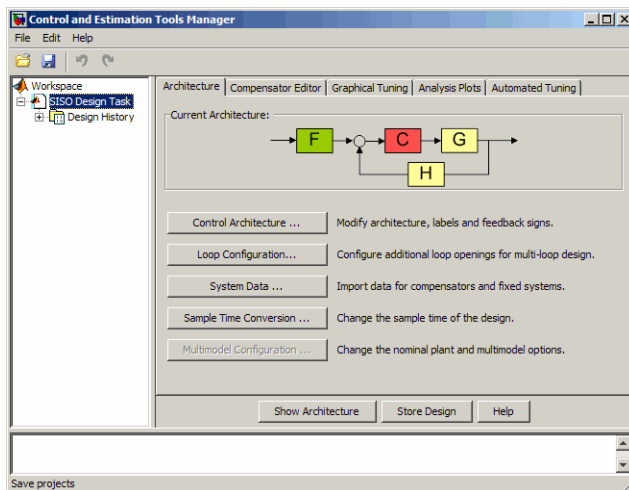 Control and Estimation Tools Manager
File Edit Help
Workspace
SISO Design Task
Design History
Architecture Compensator Editor Graphical Tuning Analysis Plots Automated Tuning
Current Architecture:
F C G
H
Control Architecture ... Modify architecture, labels and feedback signs.
Loop Configuration... Configure additional loop openings for multi-loop design.
System Data ... Import data for compensators and fixed systems.
Sample Time Conversion ... Change the sample time of the design.
Multimodel Configuration ... Change the nominal plant and multimodel options.
Show Architecture Store Design Help
Save projects